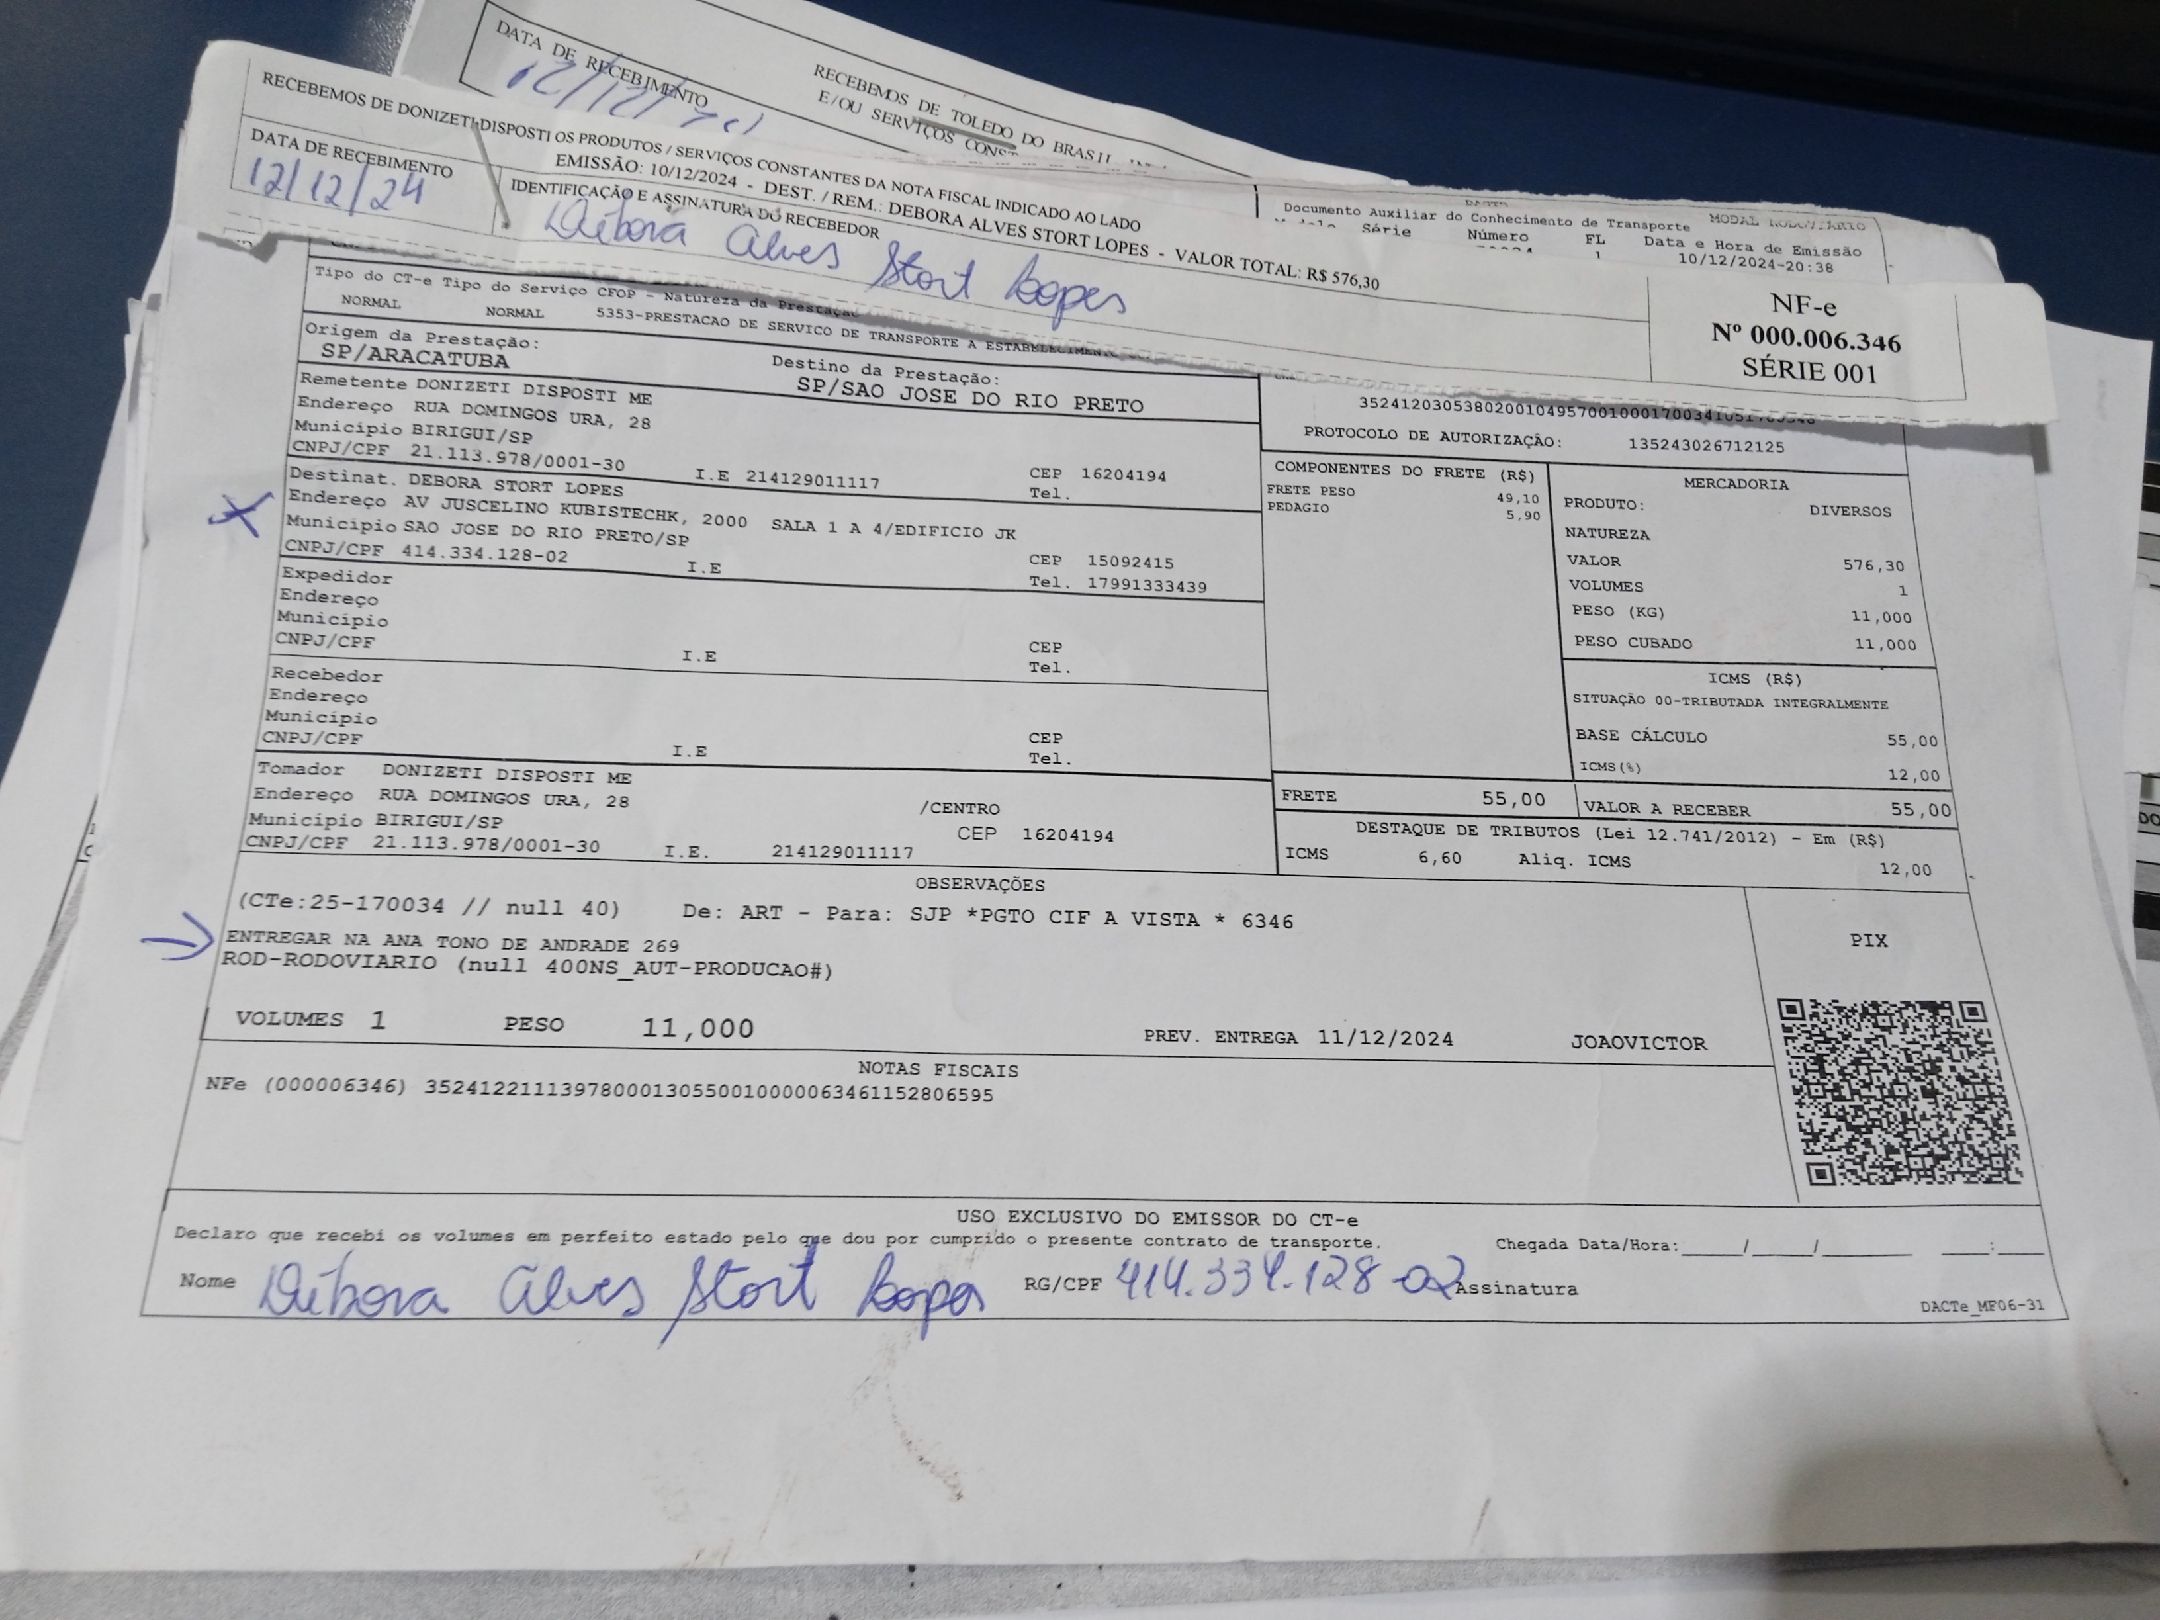 DATA DE RECEBIMENTO
12/12/24
RECEBEMOS DE TOLEDO DO BRASIL
E/OU SERVIÇOS
RECEBEMOS DE DONIZETI DISPOSTI OS PRODUTOS / SERVIÇOS CONSTANTES DA NOTA FISCAL INDICADO AO LADO
EMISSÃO: 10/12/2024 - DEST. / REM.: DEBORA ALVES STORT LOPES - VALOR TOTAL: R$ 576,30
DATA DE RECEBIMENTO
12/12/24
IDENTIFICAÇÃO E ASSINATURA DO RECEBEDOR
Débora Alves Stort Lopes
NF-e
Nº 000.006.346
SÉRIE 001
MODAL RODOVIÁRIO
Documento Auxiliar do Conhecimento de Transporte
Série Número FL Data e Hora de Emissão
1 10/12/2024-20:38
Tipo do CT-e Tipo do Serviço CFOP - Natureza da Prestação
NORMAL NORMAL 5353-PRESTACAO DE SERVICO DE TRANSPORTE A ESTABELECIMENTO
Origem da Prestação: Destino da Prestação:
SP/ARACATUBA SP/SAO JOSE DO RIO PRETO
Remetente DONIZETI DISPOSTI ME
Endereço RUA DOMINGOS URA, 28
Município BIRIGUI/SP CEP 16204194
CNPJ/CPF 21.113.978/0001-30 I.E 214129011117 Tel.
Destinat. DEBORA STORT LOPES
Endereço AV JUSCELINO KUBISTECHK, 2000 SALA 1 A 4/EDIFICIO JK
Município SAO JOSE DO RIO PRETO/SP CEP 15092415
CNPJ/CPF 414.334.128-02 I.E Tel. 17991333439
Expedidor
Endereço
Município CEP
CNPJ/CPF I.E Tel.
Recebedor
Endereço
Município CEP
CNPJ/CPF I.E Tel.
Tomador DONIZETI DISPOSTI ME
Endereço RUA DOMINGOS URA, 28 /CENTRO
Município BIRIGUI/SP CEP 16204194
CNPJ/CPF 21.113.978/0001-30 I.E. 214129011117
PROTOCOLO DE AUTORIZAÇÃO: 135243026712125
COMPONENTES DO FRETE (R$)
FRETE PESO 49,10
PEDAGIO 5,90
MERCADORIA
PRODUTO: DIVERSOS
NATUREZA
VALOR 576,30
VOLUMES 1
PESO (KG) 11,000
PESO CUBADO 11,000
ICMS (R$)
SITUAÇÃO 00-TRIBUTADA INTEGRALMENTE
BASE CÁLCULO 55,00
ICMS(%) 12,00
FRETE 55,00 VALOR A RECEBER 55,00
DESTAQUE DE TRIBUTOS (Lei 12.741/2012) - Em (R$)
ICMS 6,60 Aliq. ICMS 12,00
OBSERVAÇÕES
(CTe:25-170034 // null 40) De: ART - Para: SJP *PGTO CIF A VISTA * 6346
ENTREGAR NA ANA TONO DE ANDRADE 269
ROD-RODOVIARIO (null 400NS_AUT-PRODUCAO#)
PIX
VOLUMES 1 PESO 11,000 PREV. ENTREGA 11/12/2024 JOAOVICTOR
NOTAS FISCAIS
NFe (000006346) 35241221113978000130550010000063461152806595
USO EXCLUSIVO DO EMISSOR DO CT-e
Declaro que recebi os volumes em perfeito estado pelo que dou por cumprido o presente contrato de transporte. Chegada Data/Hora:____/____/______ ____:____
Nome Débora Alves Stort Lopes RG/CPF 414.334.128-02 Assinatura
DACTe_MF06-31